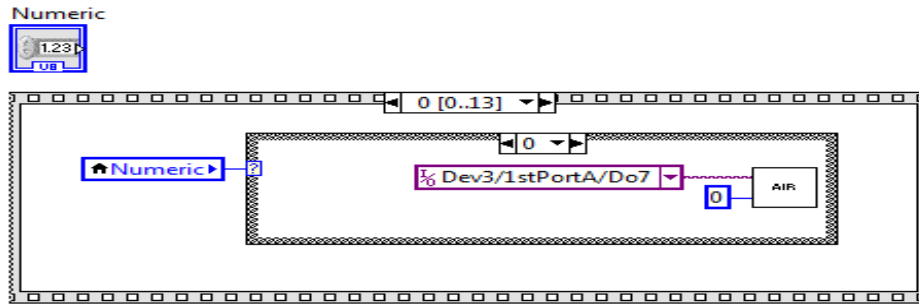 Numeric
1.23
U8
0 [0..13]
0
Numeric
?
I/O Dev3/1stPortA/Do7
0
AIR